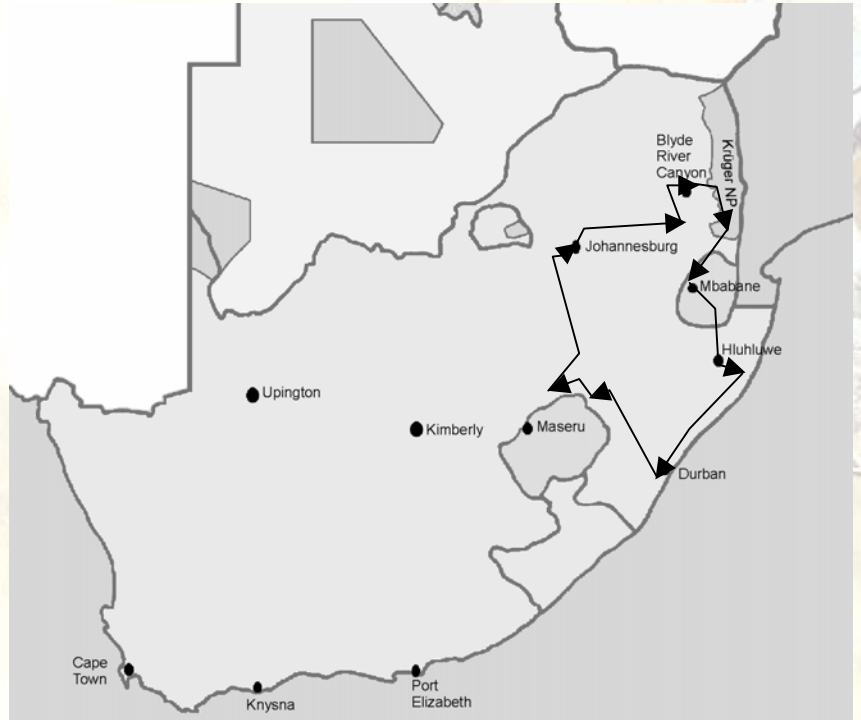 Blyde
River
Canyon
Krüger NP
Johannesburg
Mbabane
Hluhluwe
Upington
Kimberly
Maseru
Durban
Cape
Town
Knysna
Port
Elizabeth